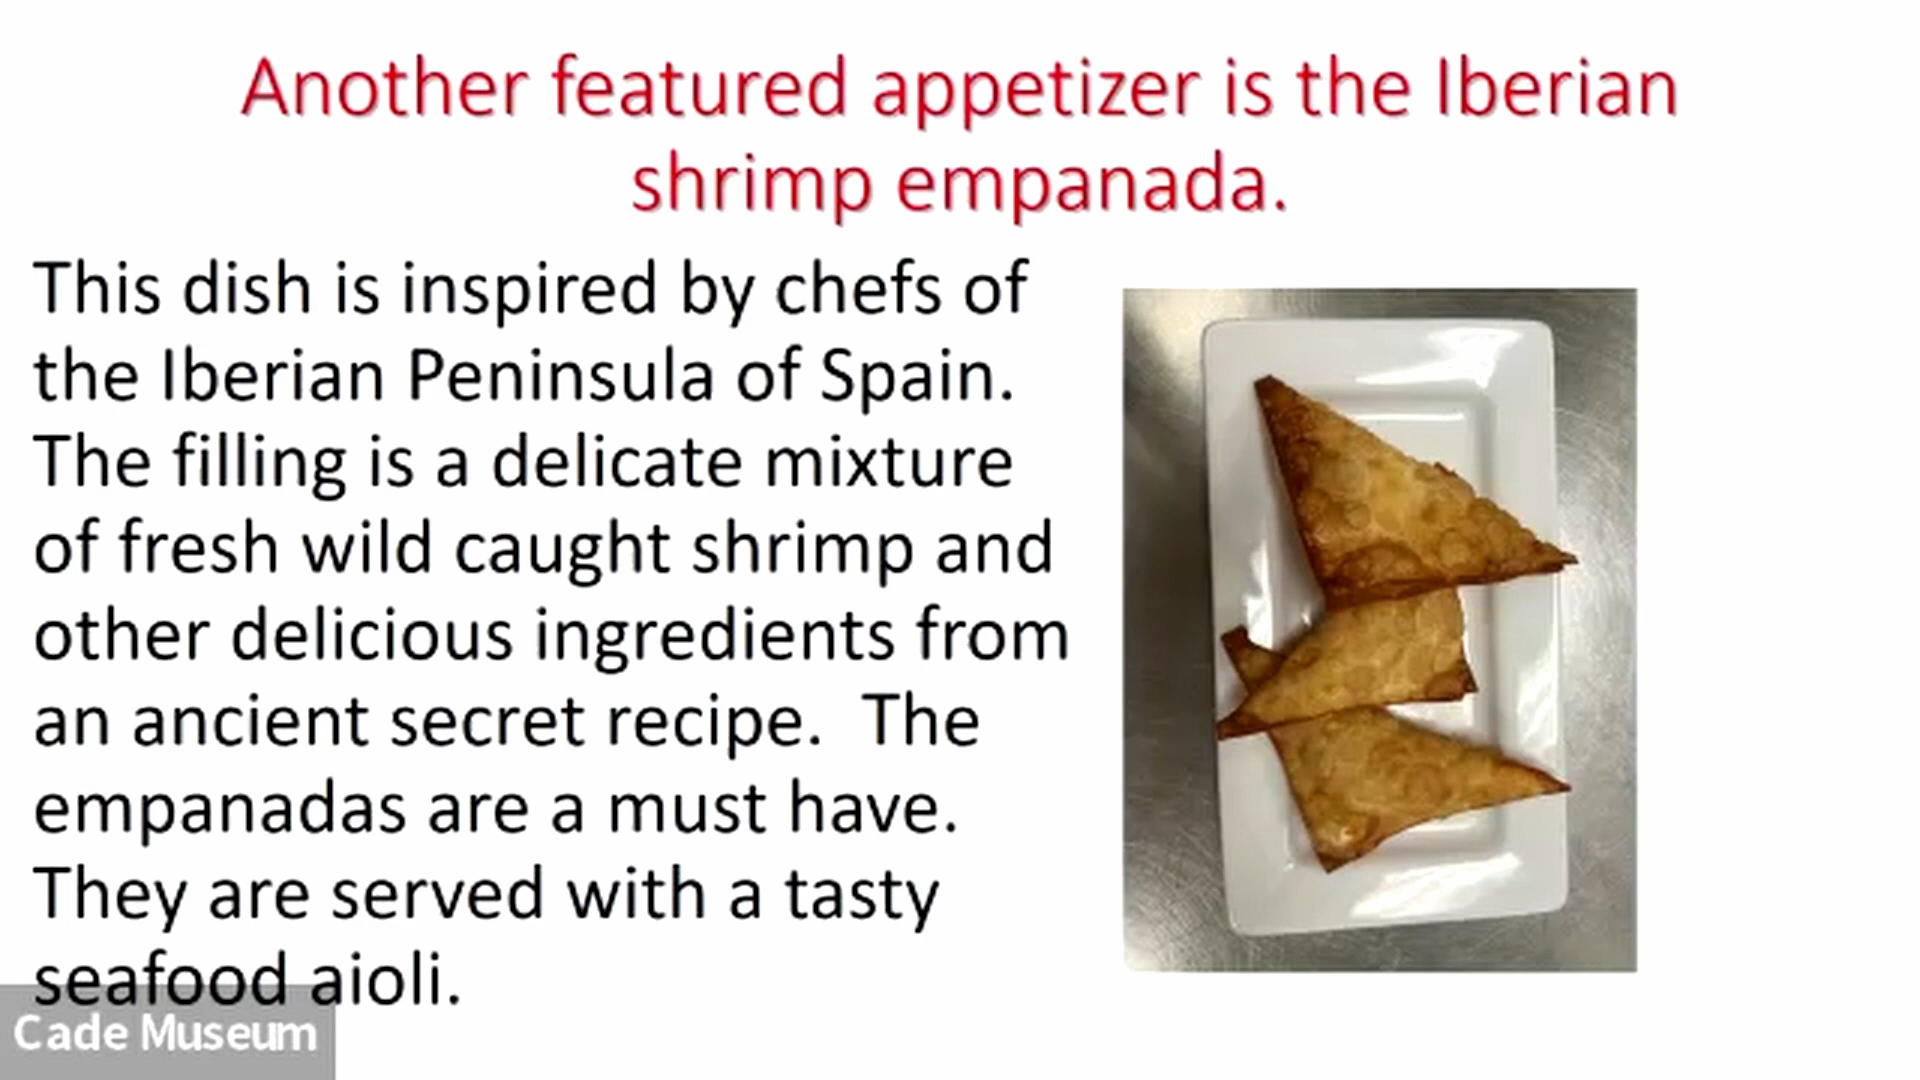 Another featured appetizer is the Iberian
shrimp empanada.
This dish is inspired by chefs of
the Iberian Peninsula of Spain.
The filling is a delicate mixture
of fresh wild caught shrimp and
other delicious ingredients from
an ancient secret recipe.  The
empanadas are a must have.
They are served with a tasty
seafood aioli.
Cade Museum